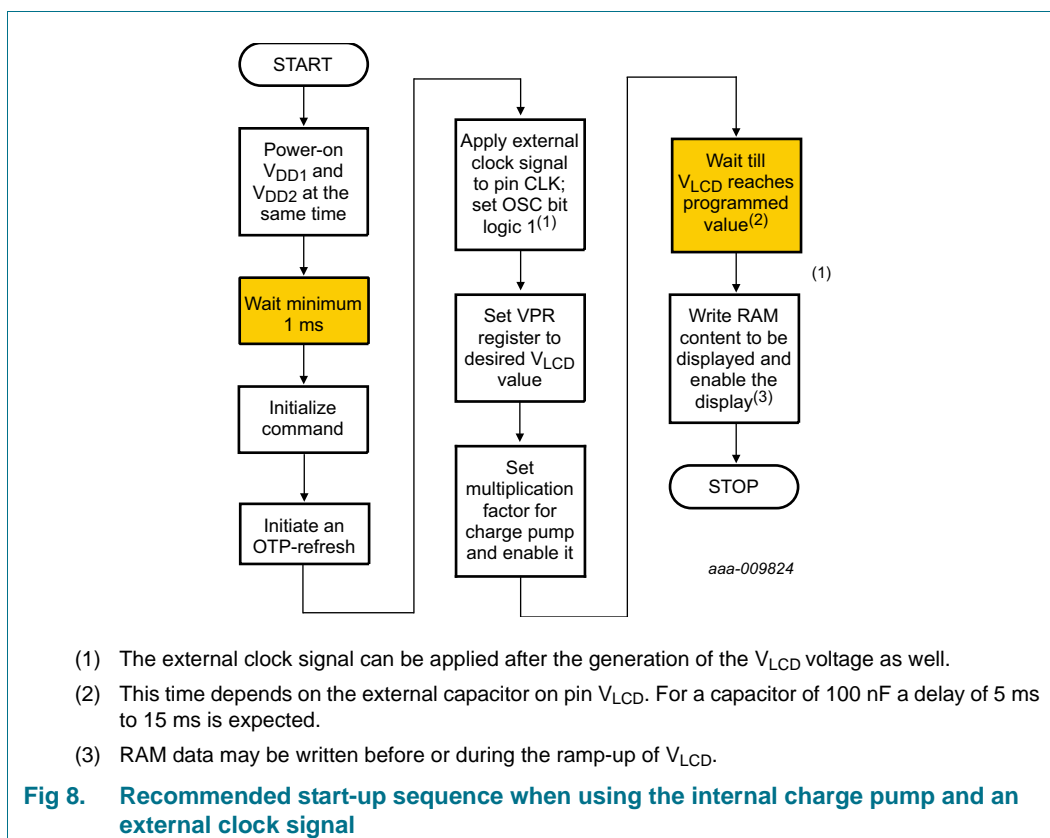 START
Power-on
VDD1 and
VDD2 at the
same time
Wait minimum
1 ms
Initialize
command
Initiate an
OTP-refresh
Apply external
clock signal
to pin CLK;
set OSC bit
logic 1(1)
Set VPR
register to
desired VLCD
value
Set
multiplication
factor for
charge pump
and enable it
Wait till
VLCD reaches
programmed
value(2)
(1)
Write RAM
content to be
displayed and
enable the
display(3)
STOP
aaa-009824
(1) The external clock signal can be applied after the generation of the VLCD voltage as well.
(2) This time depends on the external capacitor on pin VLCD. For a capacitor of 100 nF a delay of 5 ms
to 15 ms is expected.
(3) RAM data may be written before or during the ramp-up of VLCD.
Fig 8. Recommended start-up sequence when using the internal charge pump and an
external clock signal